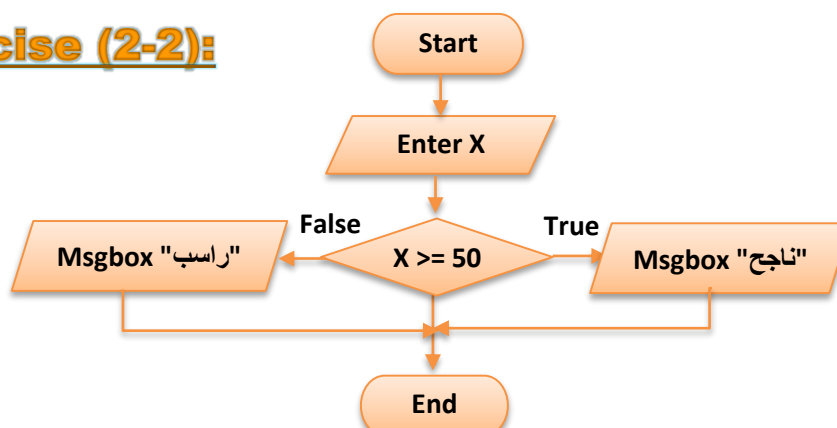 cise (2-2):
Start
Enter X
False
True
Msgbox "راسب"
X >= 50
Msgbox "ناجح"
End